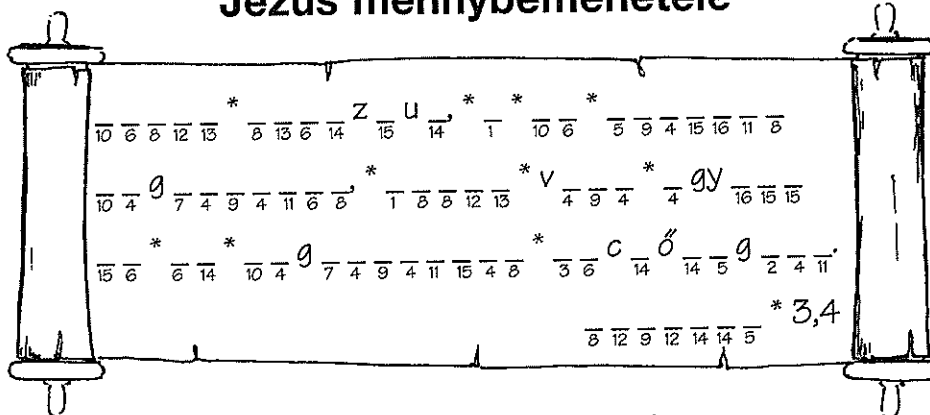 Jézus mennybemenetele
10 6 8 12 13 * 8 13 6 14 z 15 u 14, * 1 * 10 6 * 5 9 4 15 16 11 8
10 4 g 7 4 9 4 11 6 8, * 1 8 8 12 13 * v 4 9 4 * 4 gy 16 15 15
15 6 * 6 14 * 10 4 g 7 4 9 4 11 15 4 8 * 3 6 c 14 ő 14 5 g 2 4 11.
8 12 9 12 14 14 5 * 3,4